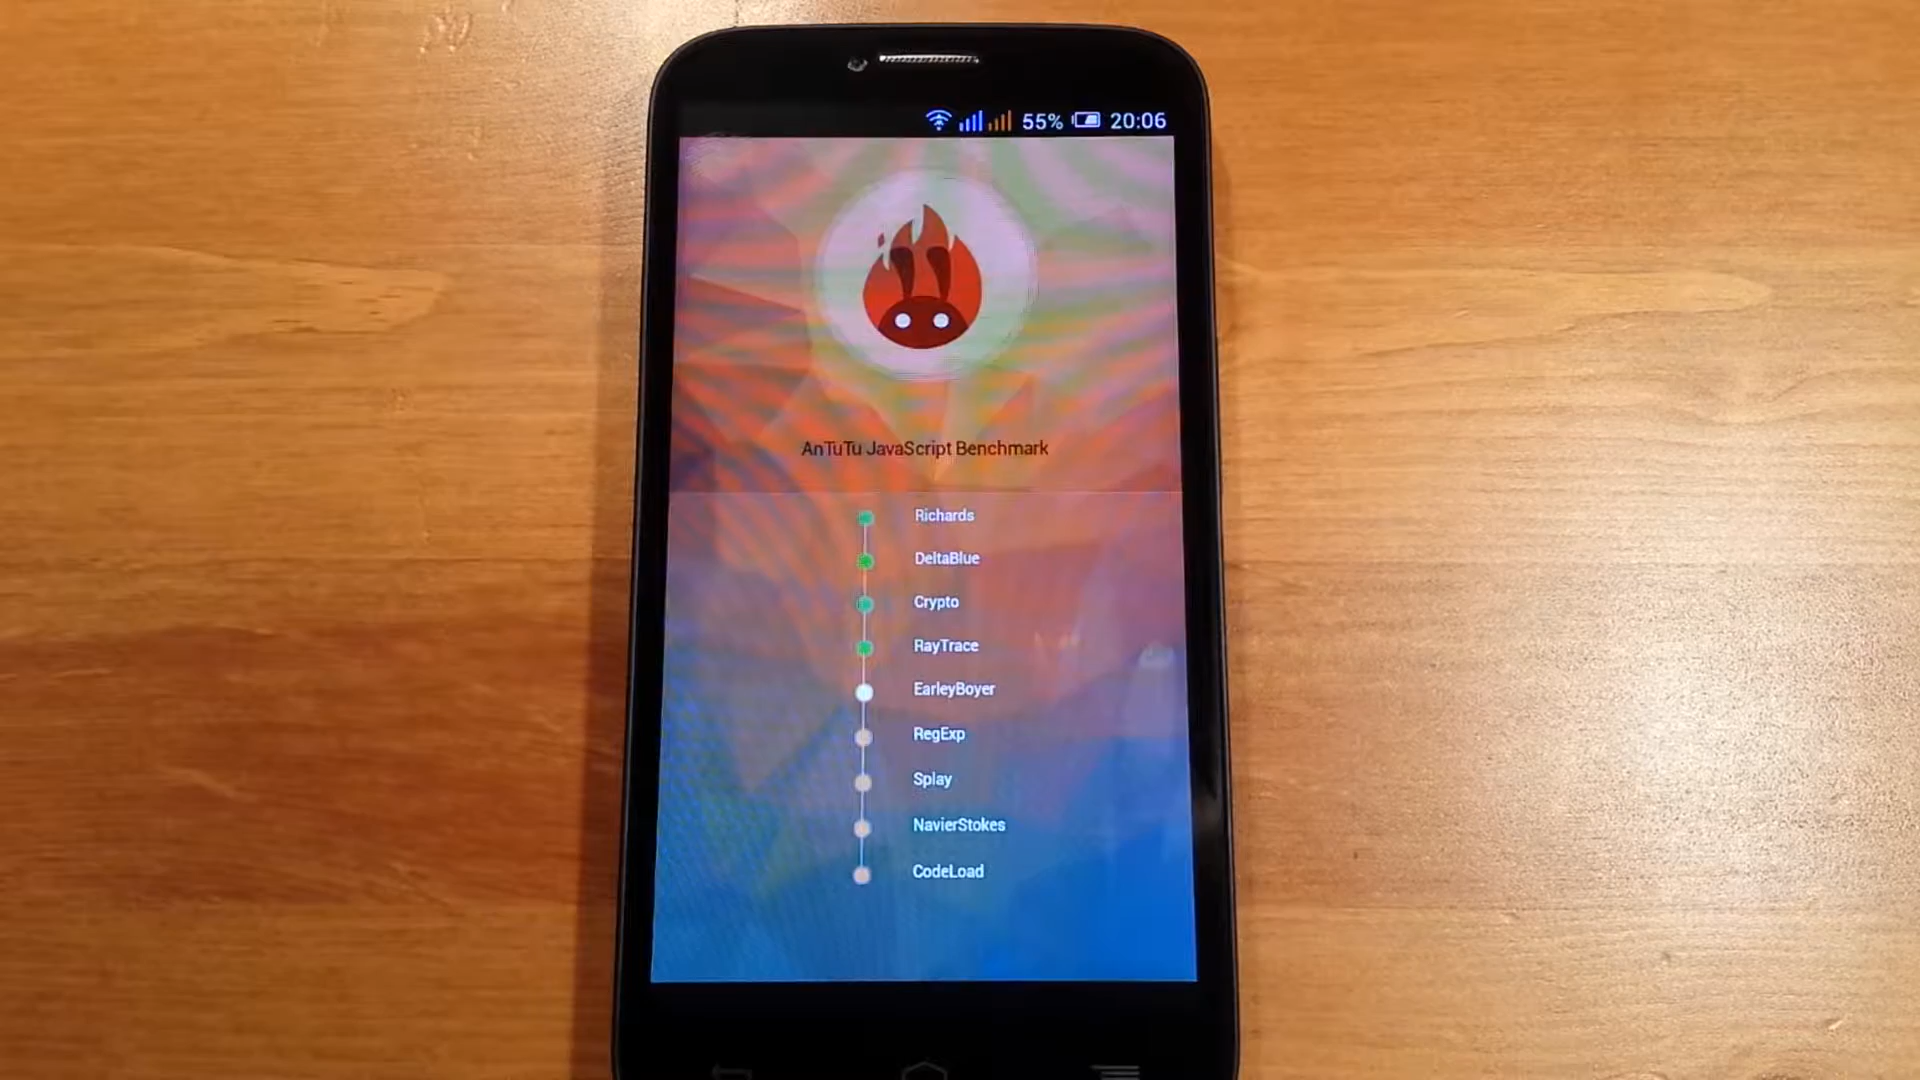 55% 20:06
AnTuTu JavaScript Benchmark
Richards
DeltaBlue
Crypto
RayTrace
EarleyBoyer
RegExp
Splay
NavierStokes
CodeLoad